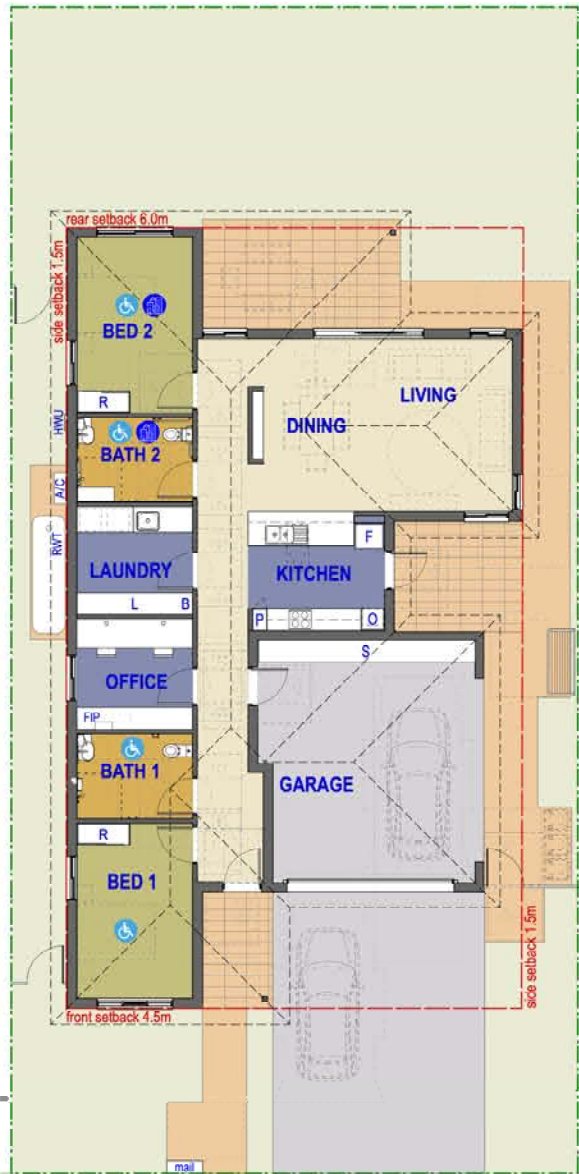 rear setback 6.0m
side setback 1.5m
BED 2
R
LIVING
DINING
HWU
BATH 2
A/C
RWT
F
LAUNDRY
KITCHEN
L
B
P
O
S
OFFICE
FIP
BATH 1
GARAGE
R
BED 1
side setback 1.5m
front setback 4.5m
mail